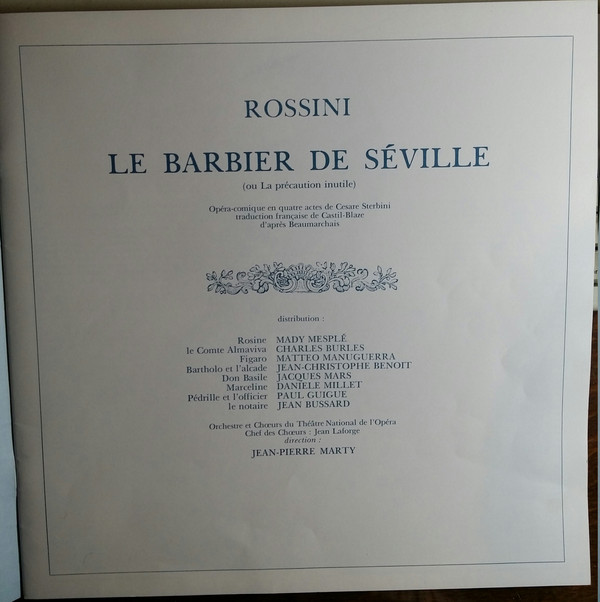 ROSSINI
LE BARBIER DE SÉVILLE
(ou La précaution inutile)
Opéra-comique en quatre actes de Cesare Sterbini
traduction française de Castil-Blaze
d'après Beaumarchais
distribution :
Rosine MADY MESPLÉ
le Comte Almaviva CHARLES BURLES
Figaro MATTEO MANUGUERRA
Bartholo et l'alcade JEAN-CHRISTOPHE BENOIT
Don Basile JACQUES MARS
Marceline DANIELE MILLET
Pédrille et l'officier PAUL GUIGUE
le notaire JEAN BUSSARD
Orchestre et Chœurs du Théâtre National de l'Opéra
Chef des Chœurs : Jean Laforge
direction :
JEAN-PIERRE MARTY